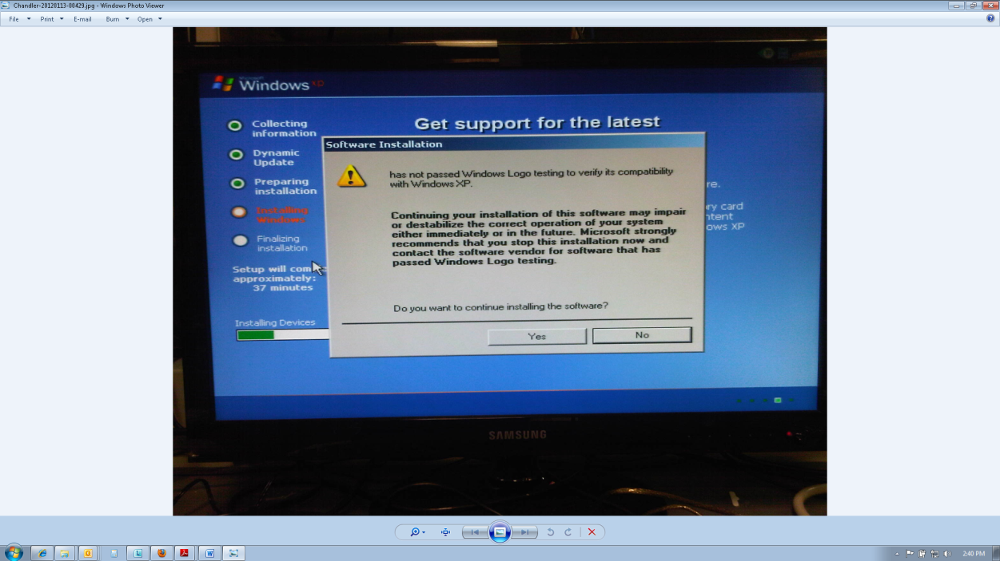 Chandler-20120113-00429.jpg - Windows Photo Viewer
File Print E-mail Burn Open
Microsoft
Windows xp
Collecting
information
Dynamic
Update
Preparing
installation
Installing
Windows
Finalizing
installation
Setup will com
approximately:
37 minutes
Installing Devices
Get support for the latest
re.
ry card
ntent
ows XP
Software Installation
has not passed Windows Logo testing to verify its compatibility
with Windows XP.
Continuing your installation of this software may impair
or destabilize the correct operation of your system
either immediately or in the future. Microsoft strongly
recommends that you stop this installation now and
contact the software vendor for software that has
passed Windows Logo testing.
Do you want to continue installing the software?
Yes No
SAMSUNG
2:40 PM